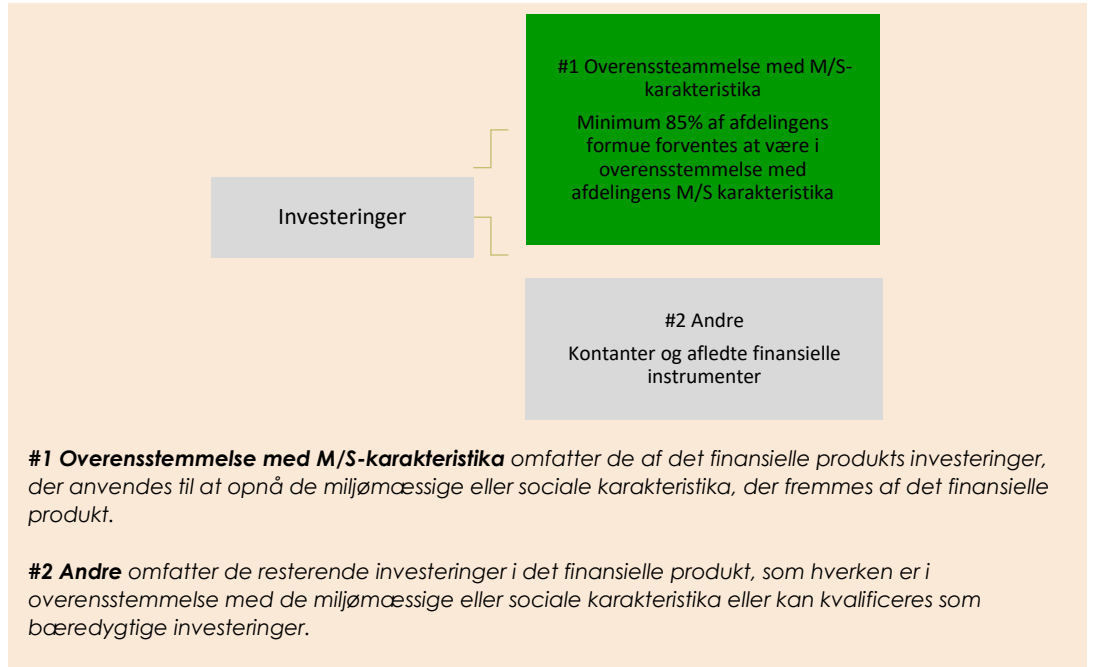 #1 Overenssteammelse med M/S-
karakteristika
Minimum 85% af afdelingens
formue forventes at være i
overensstemmelse med
afdelingens M/S karakteristika
Investeringer
#2 Andre
Kontanter og afledte finansielle
instrumenter
#1 Overensstemmelse med M/S-karakteristika omfatter de af det finansielle produkts investeringer,
der anvendes til at opnå de miljømæssige eller sociale karakteristika, der fremmes af det finansielle
produkt.
#2 Andre omfatter de resterende investeringer i det finansielle produkt, som hverken er i
overensstemmelse med de miljømæssige eller sociale karakteristika eller kan kvalificeres som
bæredygtige investeringer.